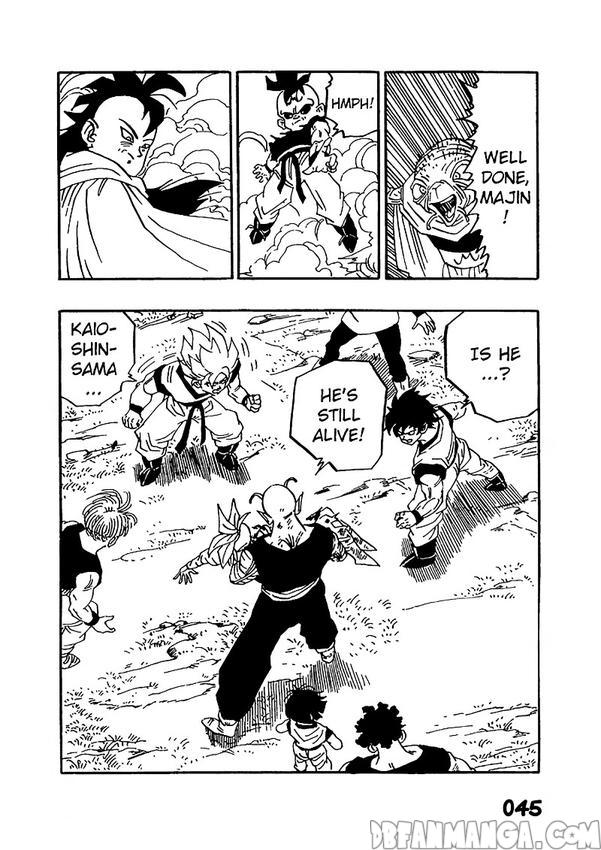 WELL
DONE,
MAJIN
!
HMPH!
IS HE
...?
HE'S
STILL
ALIVE!
KAIO-
SHIN-
SAMA
...
045
DBFANMANGA.COM